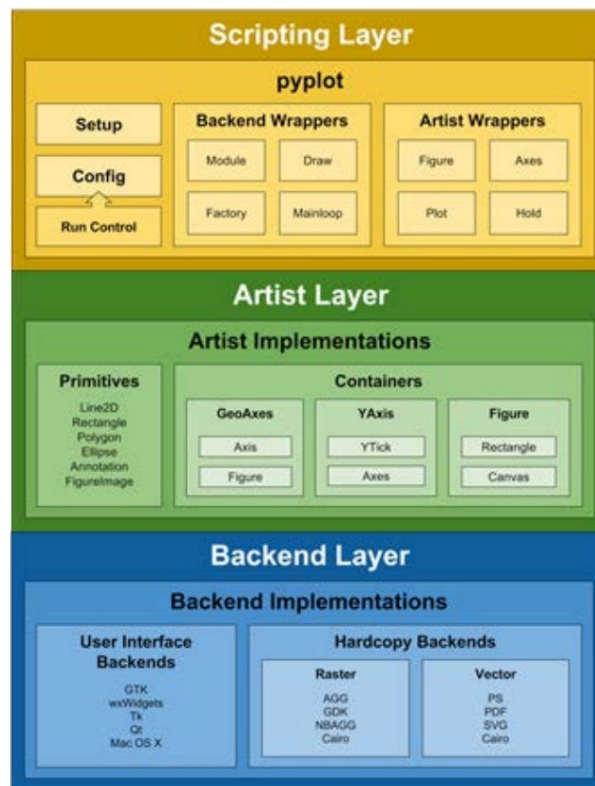 Scripting Layer
pyplot
Setup
Config
Run Control
Backend Wrappers
Module
Draw
Factory
Mainloop
Artist Wrappers
Figure
Axes
Plot
Hold
Artist Layer
Artist Implementations
Primitives
Line2D
Rectangle
Polygon
Ellipse
Annotation
FigureImage
Containers
GeoAxes
Axis
Figure
YAxis
YTick
Axes
Figure
Rectangle
Canvas
Backend Layer
Backend Implementations
User Interface
Backends
GTK
wxWidgets
Tk
Qt
Mac OS X
Hardcopy Backends
Raster
AGG
GDK
NBAGG
Cairo
Vector
PS
PDF
SVG
Cairo